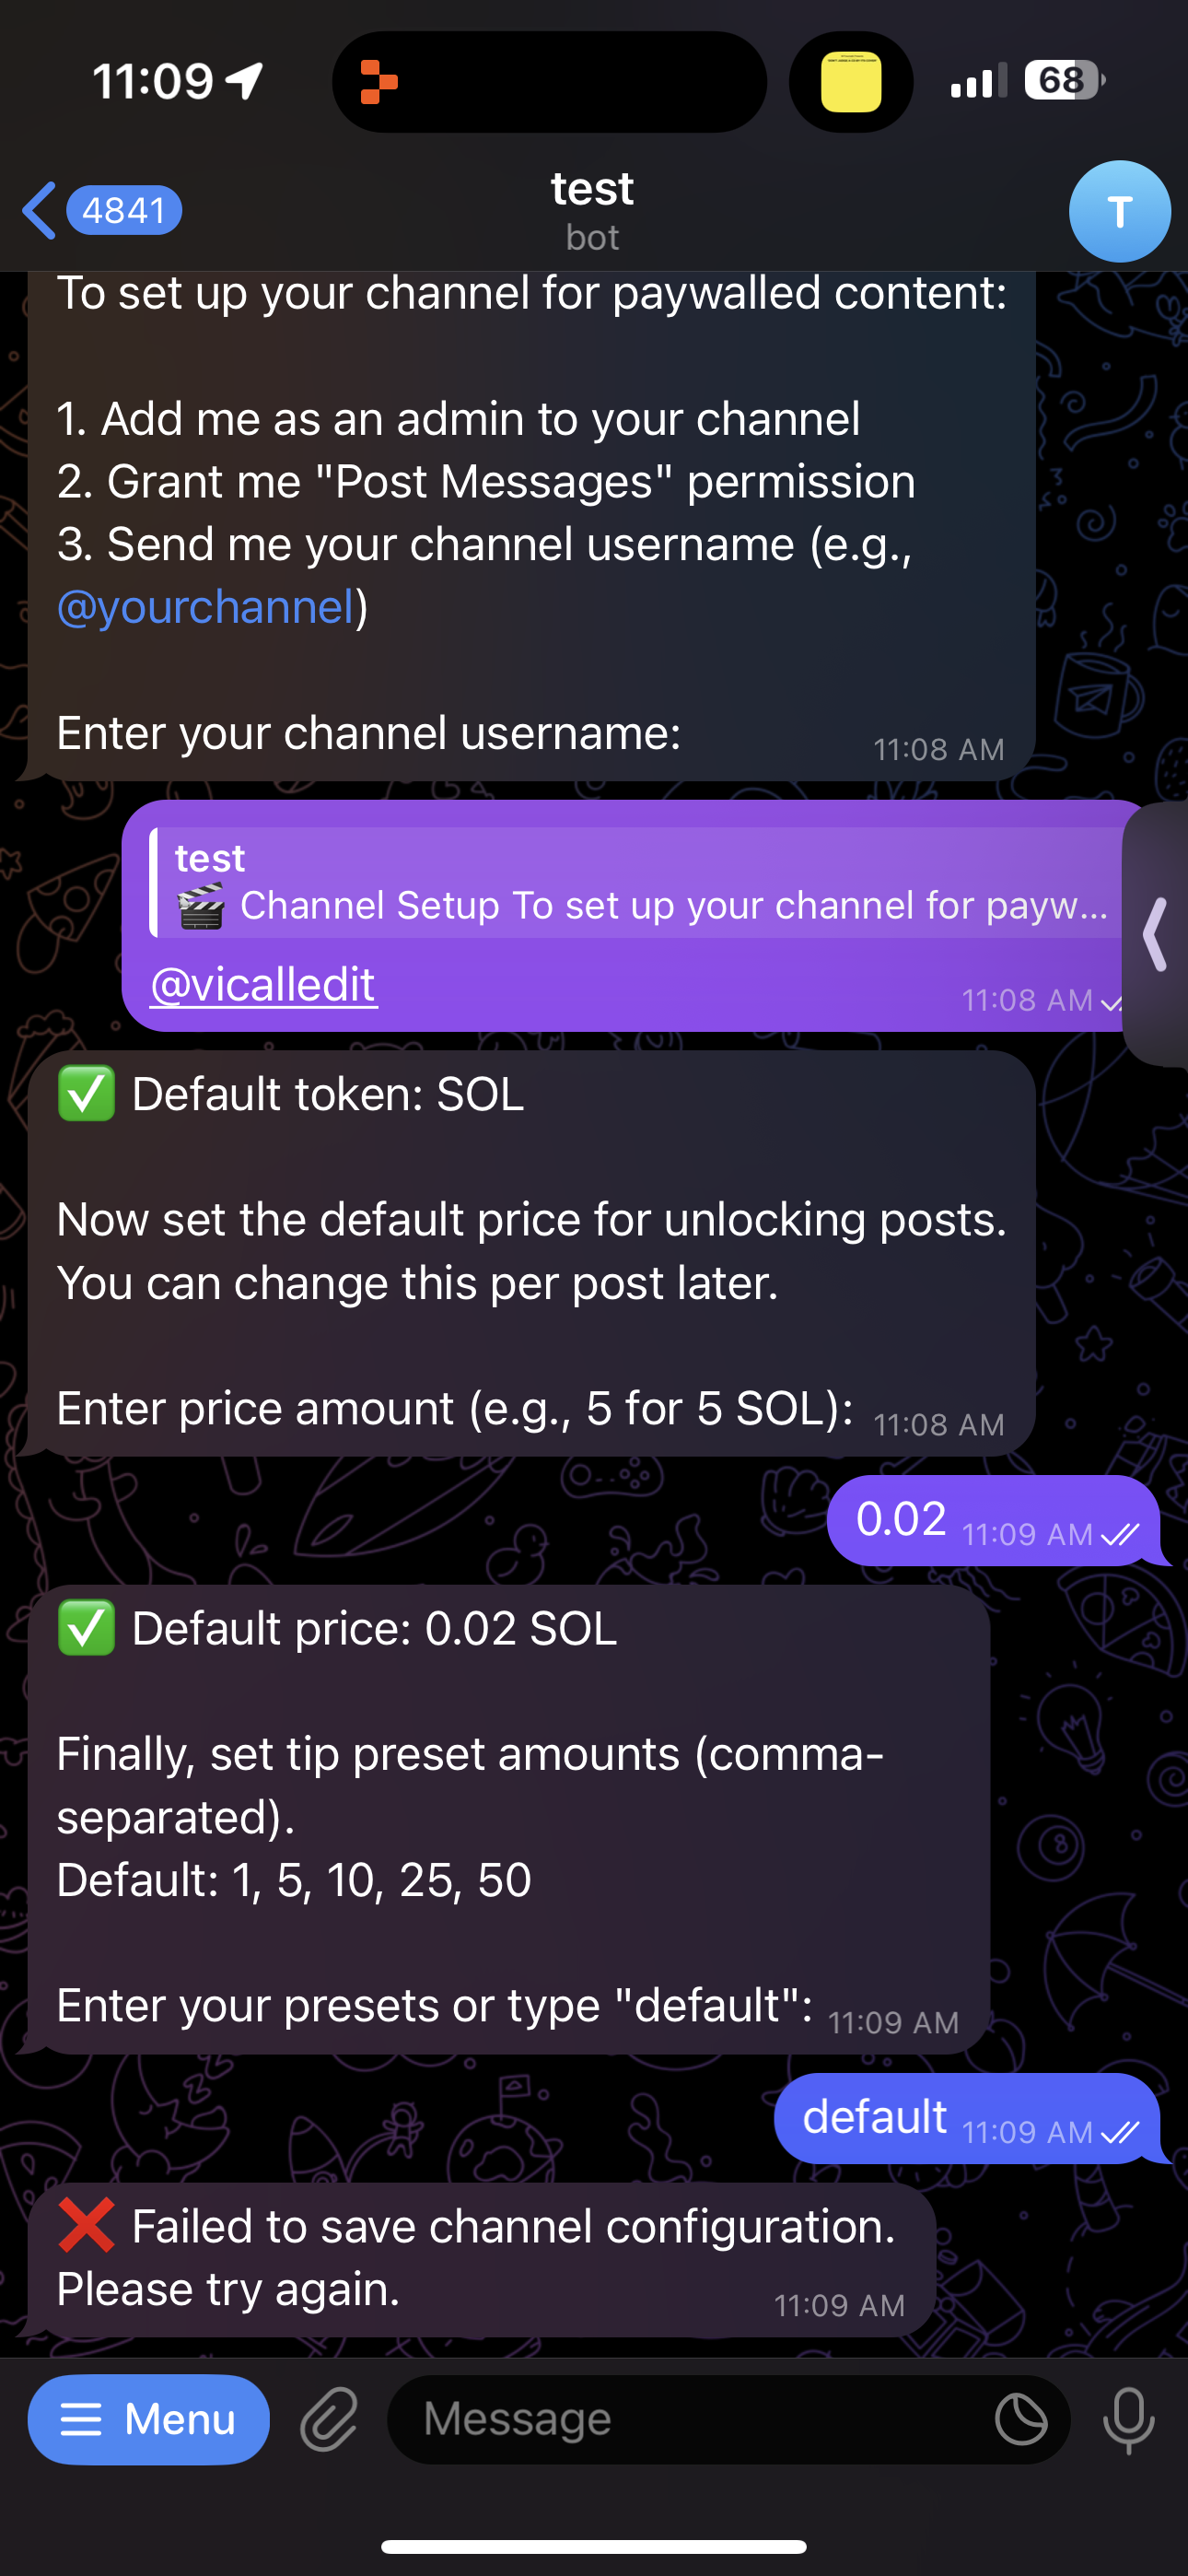 11:09
68
4841
test
bot
T
To set up your channel for paywalled content:
1. Add me as an admin to your channel
2. Grant me "Post Messages" permission
3. Send me your channel username (e.g.,
@yourchannel)
Enter your channel username:
11:08 AM
test
🎬 Channel Setup To set up your channel for payw...
@vicalledit
11:08 AM
✅ Default token: SOL
Now set the default price for unlocking posts.
You can change this per post later.
Enter price amount (e.g., 5 for 5 SOL):
11:08 AM
0.02
11:09 AM
✅ Default price: 0.02 SOL
Finally, set tip preset amounts (comma-
separated).
Default: 1, 5, 10, 25, 50
Enter your presets or type "default":
11:09 AM
default
11:09 AM
❌ Failed to save channel configuration.
Please try again.
11:09 AM
Menu
Message